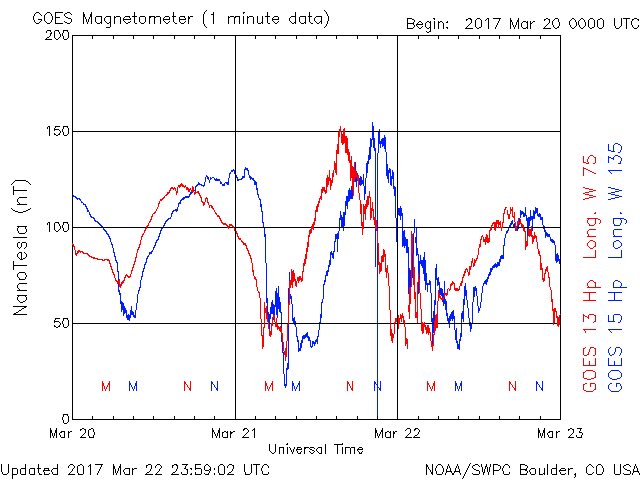 GOES Magnetometer (1 minute data)
Begin: 2017 Mar 20 0000 UTC
200
150
100
50
0
NanoTesla (nT)
M M N N M M N N M M N N
Mar 20 Mar 21 Mar 22 Mar 23
Universal Time
GOES 13 Hp Long. W 75
GOES 15 Hp Long. W 135
Updated 2017 Mar 22 23:59:02 UTC
NOAA/SWPC Boulder, CO USA